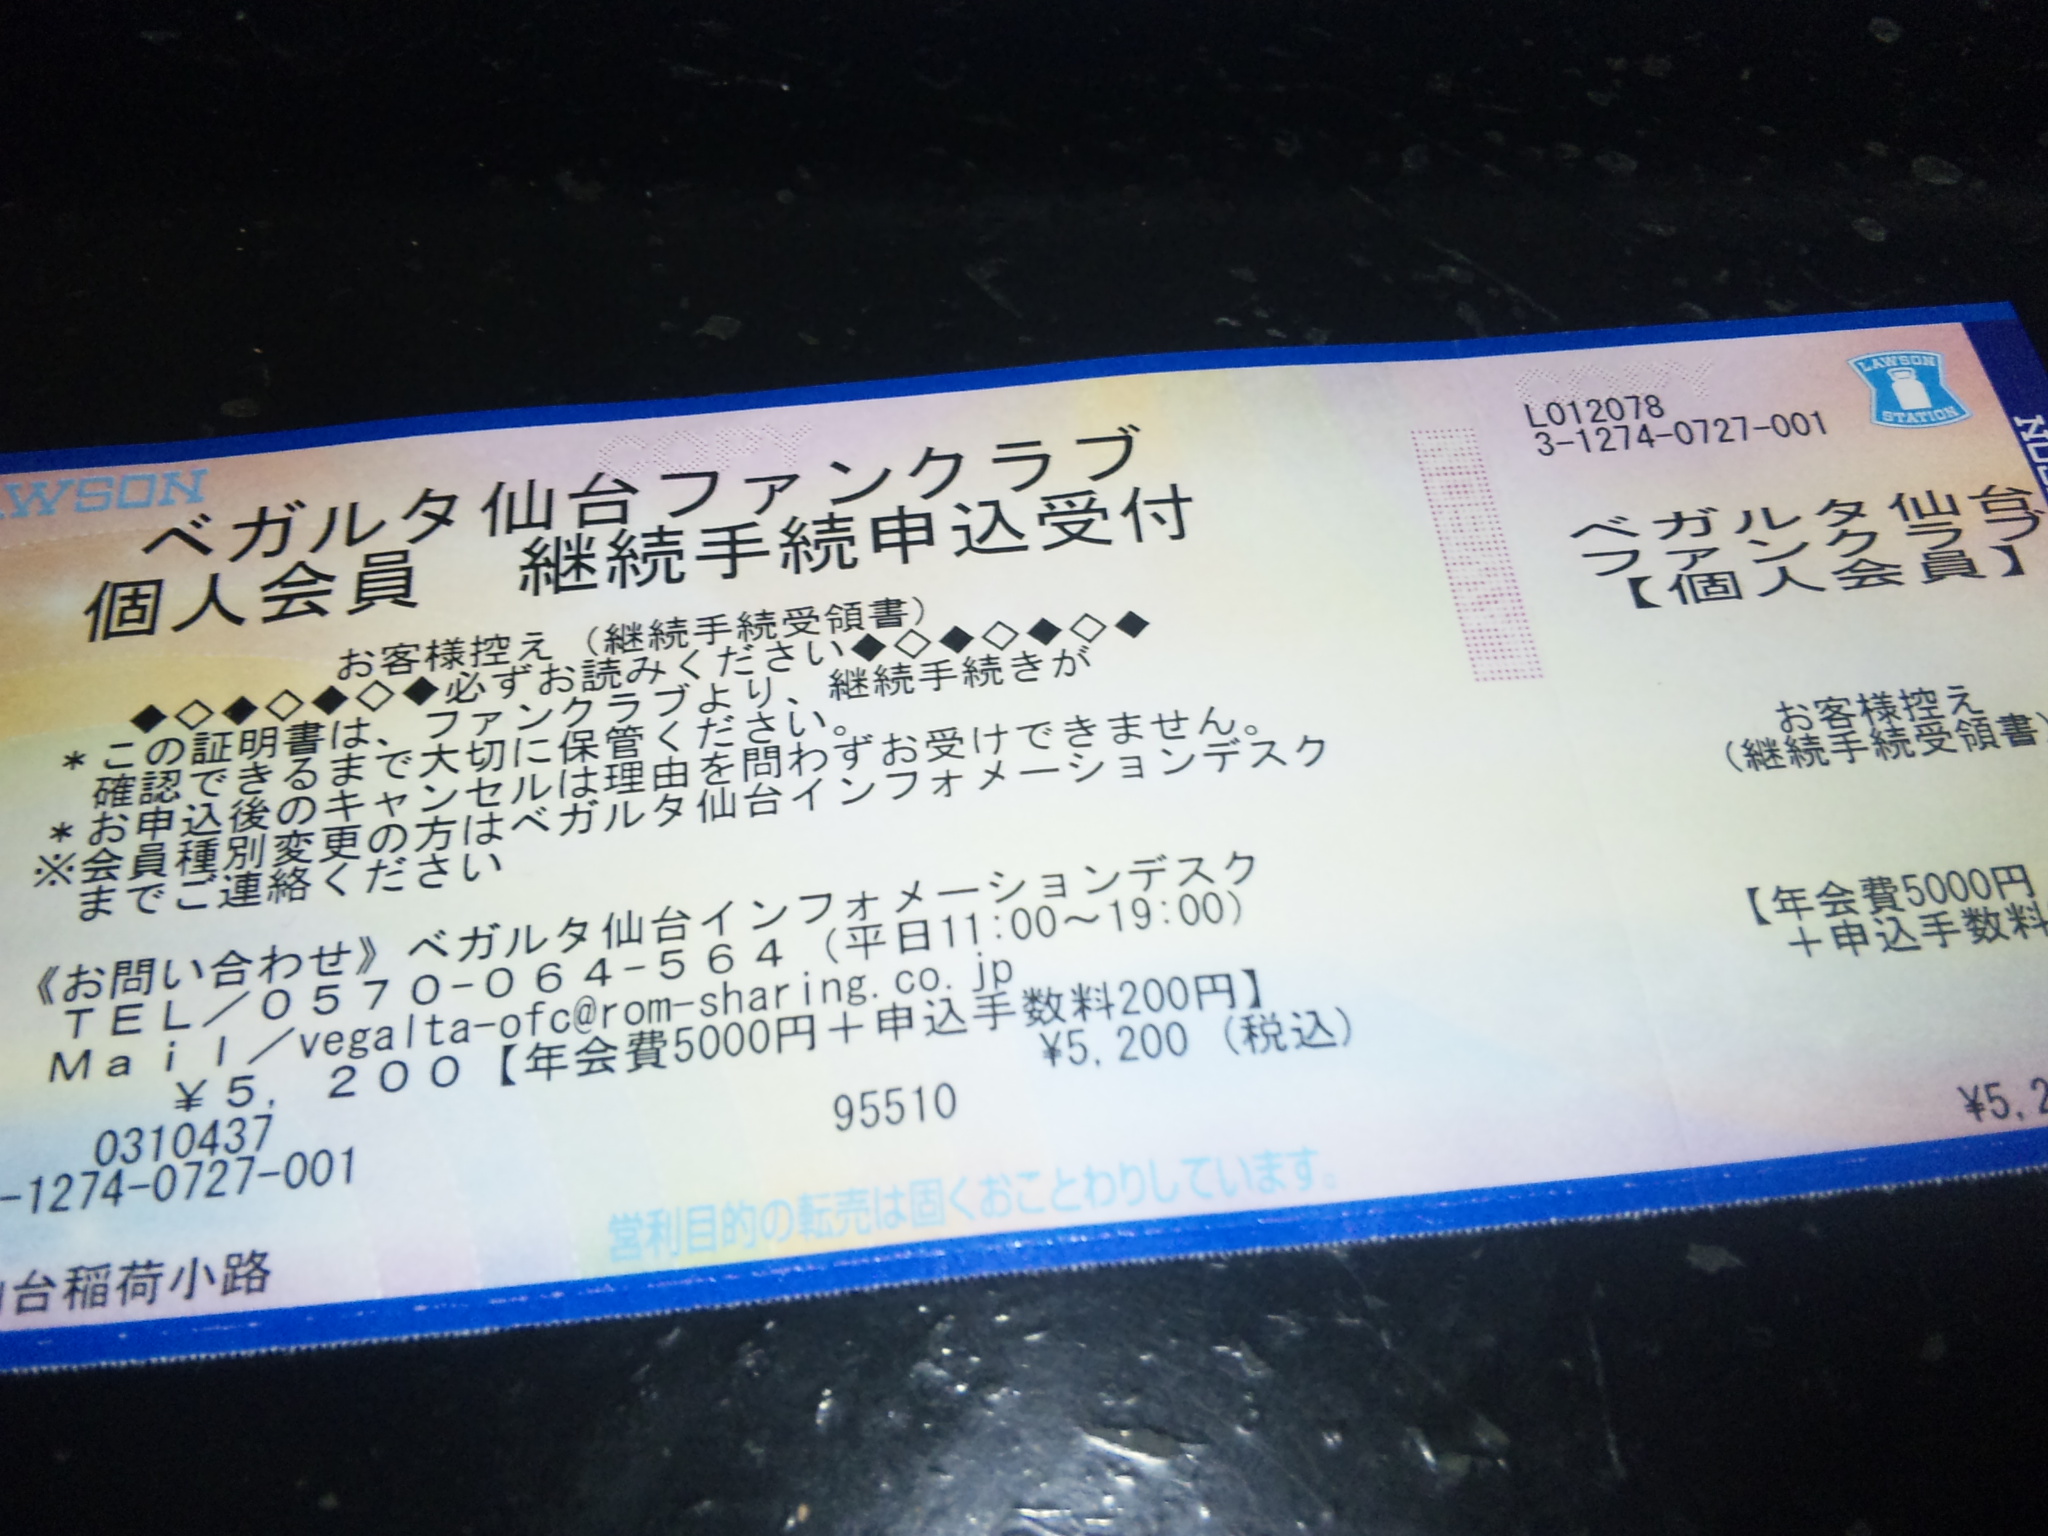 LAWSON
COPY
ベガルタ仙台ファンクラブ
個人会員　継続手続申込受付
お客様控え（継続手続受領書）
◆◇◆◇◆◇◆必ずお読みください◆◇◆◇◆◇◆
＊この証明書は、ファンクラブより、継続手続きが
確認できるまで大切に保管ください。
＊お申込後のキャンセルは理由を問わずお受けできません。
※会員種別変更の方はベガルタ仙台インフォメーションデスク
までご連絡ください
《お問い合わせ》ベガルタ仙台インフォメーションデスク
ＴＥＬ／０５７０−０６４−５６４（平日11:00〜19:00）
Ｍａｉｌ／vegalta-ofc@rom-sharing.co.jp
￥５，２００【年会費5000円＋申込手数料200円】
¥5,200（税込）
0310437
95510
-1274-0727-001
営利目的の転売は固くおことわりしています。
台稲荷小路
COPY
L012078
3-1274-0727-001
LAWSON
STATION
ベガルタ仙台
ファンクラブ
【個人会員】
お客様控え
（継続手続受領書）
【年会費5000円
＋申込手数料
¥5,2